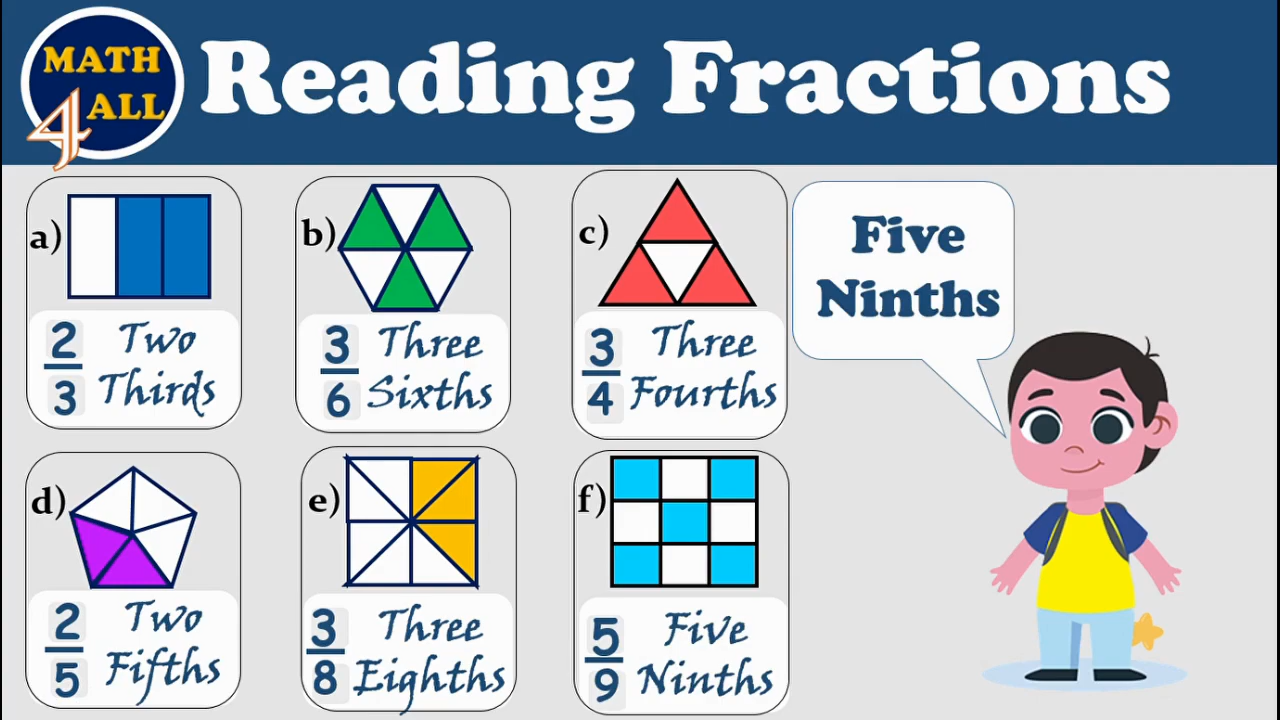 MATH
4 ALL
Reading Fractions
a)
2
3
Two
Thirds
b)
3
6
Three
Sixths
c)
3
4
Three
Fourths
Five
Ninths
d)
2
5
Two
Fifths
e)
3
8
Three
Eighths
f)
5
9
Five
Ninths